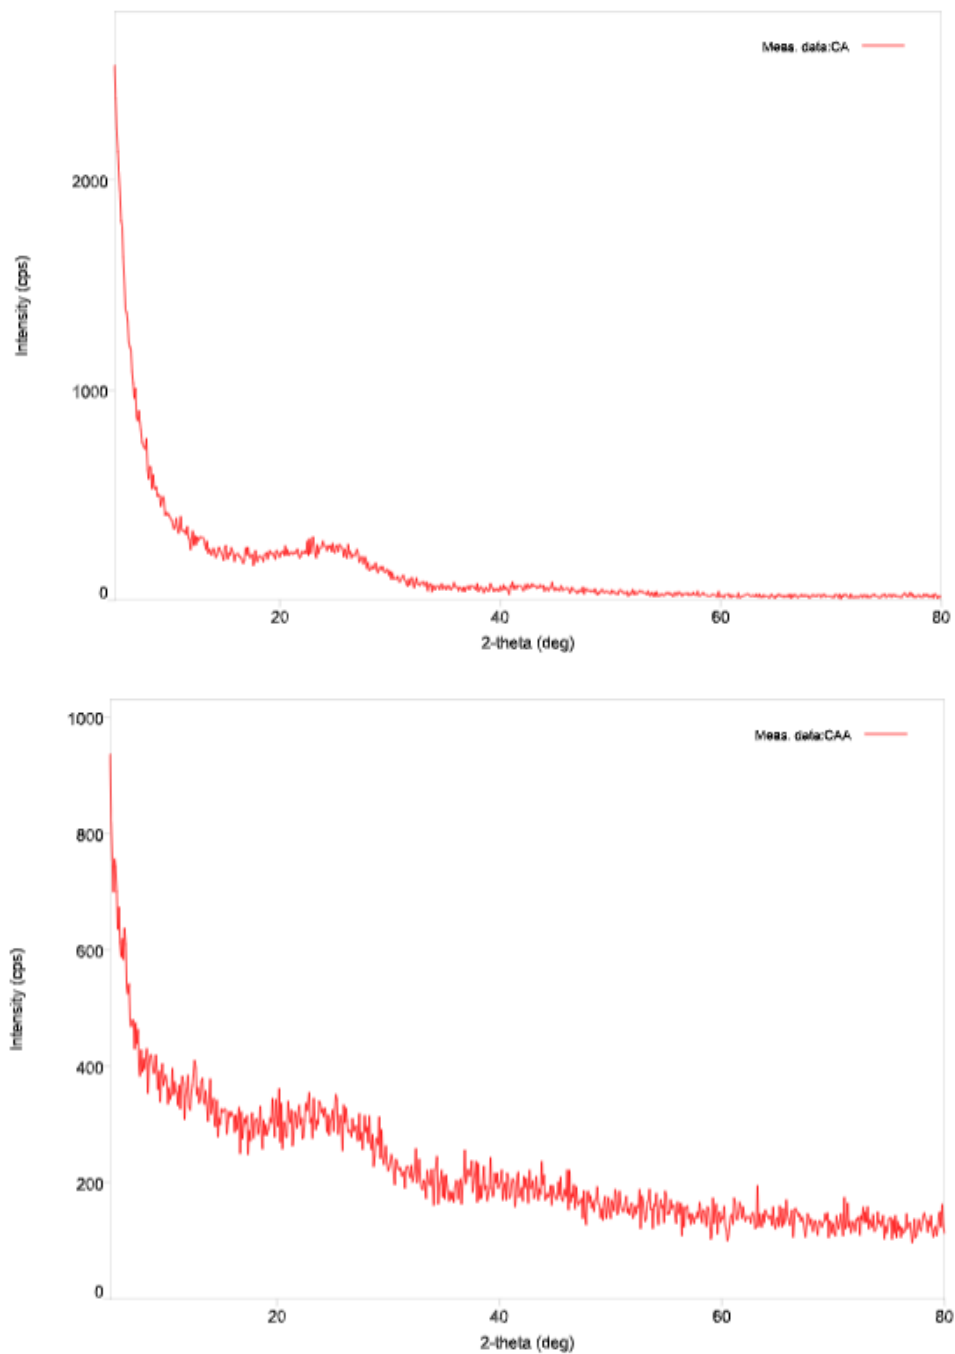 Meas. data:CA
2000
1000
0
Intensity (cps)
20 40 60 80
2-theta (deg)
1000
Meas. data:CAA
800
600
400
200
0
Intensity (cps)
20 40 60 80
2-theta (deg)